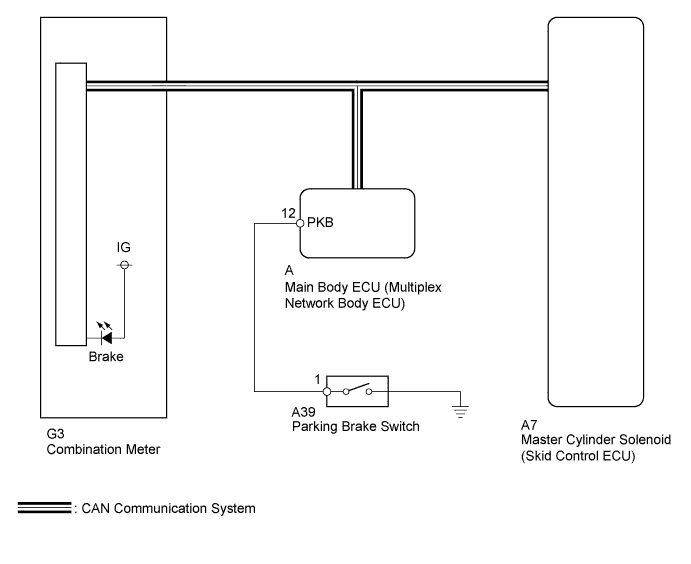 12
PKB
IG
A
Main Body ECU (Multiplex
Network Body ECU)
Brake
1
A39
Parking Brake Switch
G3
Combination Meter
A7
Master Cylinder Solenoid
(Skid Control ECU)
: CAN Communication System